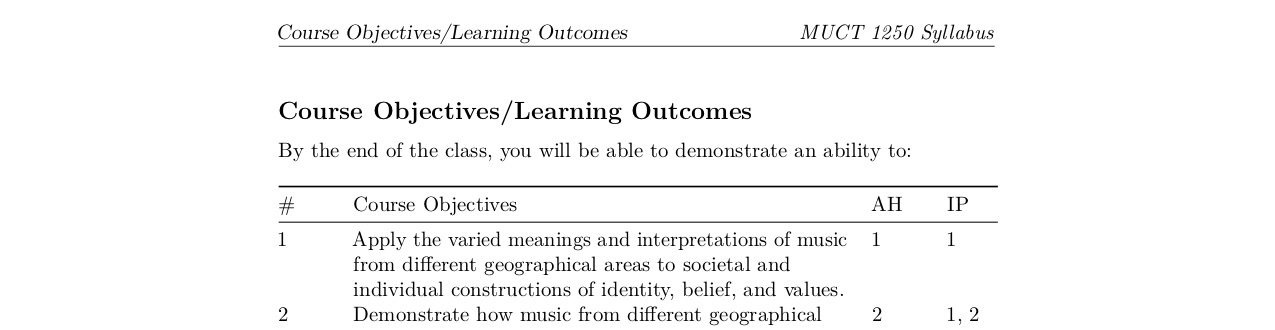 Course Objectives/Learning Outcomes MUCT 1250 Syllabus
Course Objectives/Learning Outcomes
By the end of the class, you will be able to demonstrate an ability to:
# Course Objectives AH IP
1 Apply the varied meanings and interpretations of music 1 1
from different geographical areas to societal and
individual constructions of identity, belief, and values.
2 Demonstrate how music from different geographical 2 1, 2